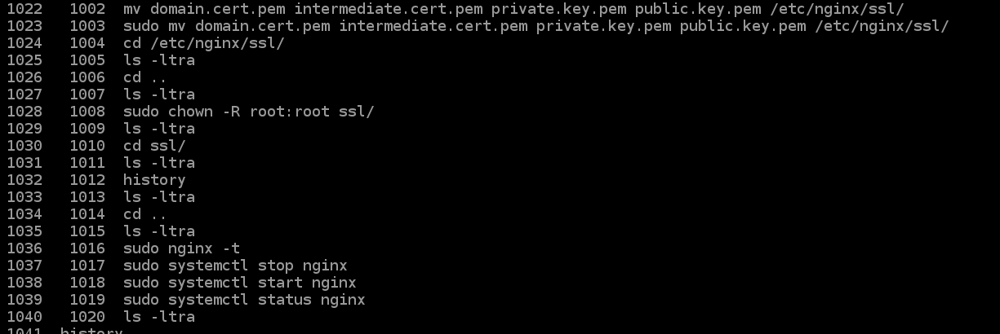 1022   1002  mv domain.cert.pem intermediate.cert.pem private.key.pem public.key.pem /etc/nginx/ssl/
1023   1003  sudo mv domain.cert.pem intermediate.cert.pem private.key.pem public.key.pem /etc/nginx/ssl/
1024   1004  cd /etc/nginx/ssl/
1025   1005  ls -ltra
1026   1006  cd ..
1027   1007  ls -ltra
1028   1008  sudo chown -R root:root ssl/
1029   1009  ls -ltra
1030   1010  cd ssl/
1031   1011  ls -ltra
1032   1012  history
1033   1013  ls -ltra
1034   1014  cd ..
1035   1015  ls -ltra
1036   1016  sudo nginx -t
1037   1017  sudo systemctl stop nginx
1038   1018  sudo systemctl start nginx
1039   1019  sudo systemctl status nginx
1040   1020  ls -ltra
1041  history